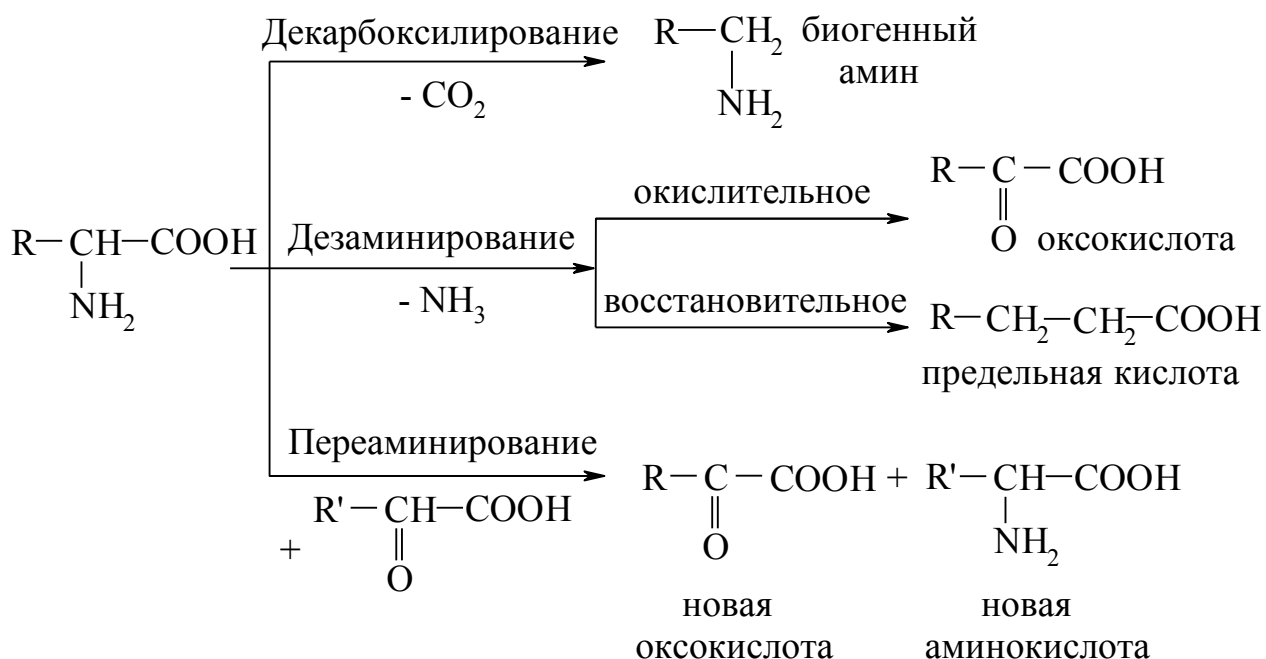 Декарбоксилирование
- CO2
R—CH2
NH2
биогенный
амин
R—CH—COOH
NH2
Дезаминирование
- NH3
окислительное
R—C—COOH
O
оксокислота
восстановительное
R—CH2—CH2—COOH
предельная кислота
Переаминирование
+
R'—CH—COOH
O
R—C—COOH
O
+
R'—CH—COOH
NH2
новая
оксокислота
новая
аминокислота